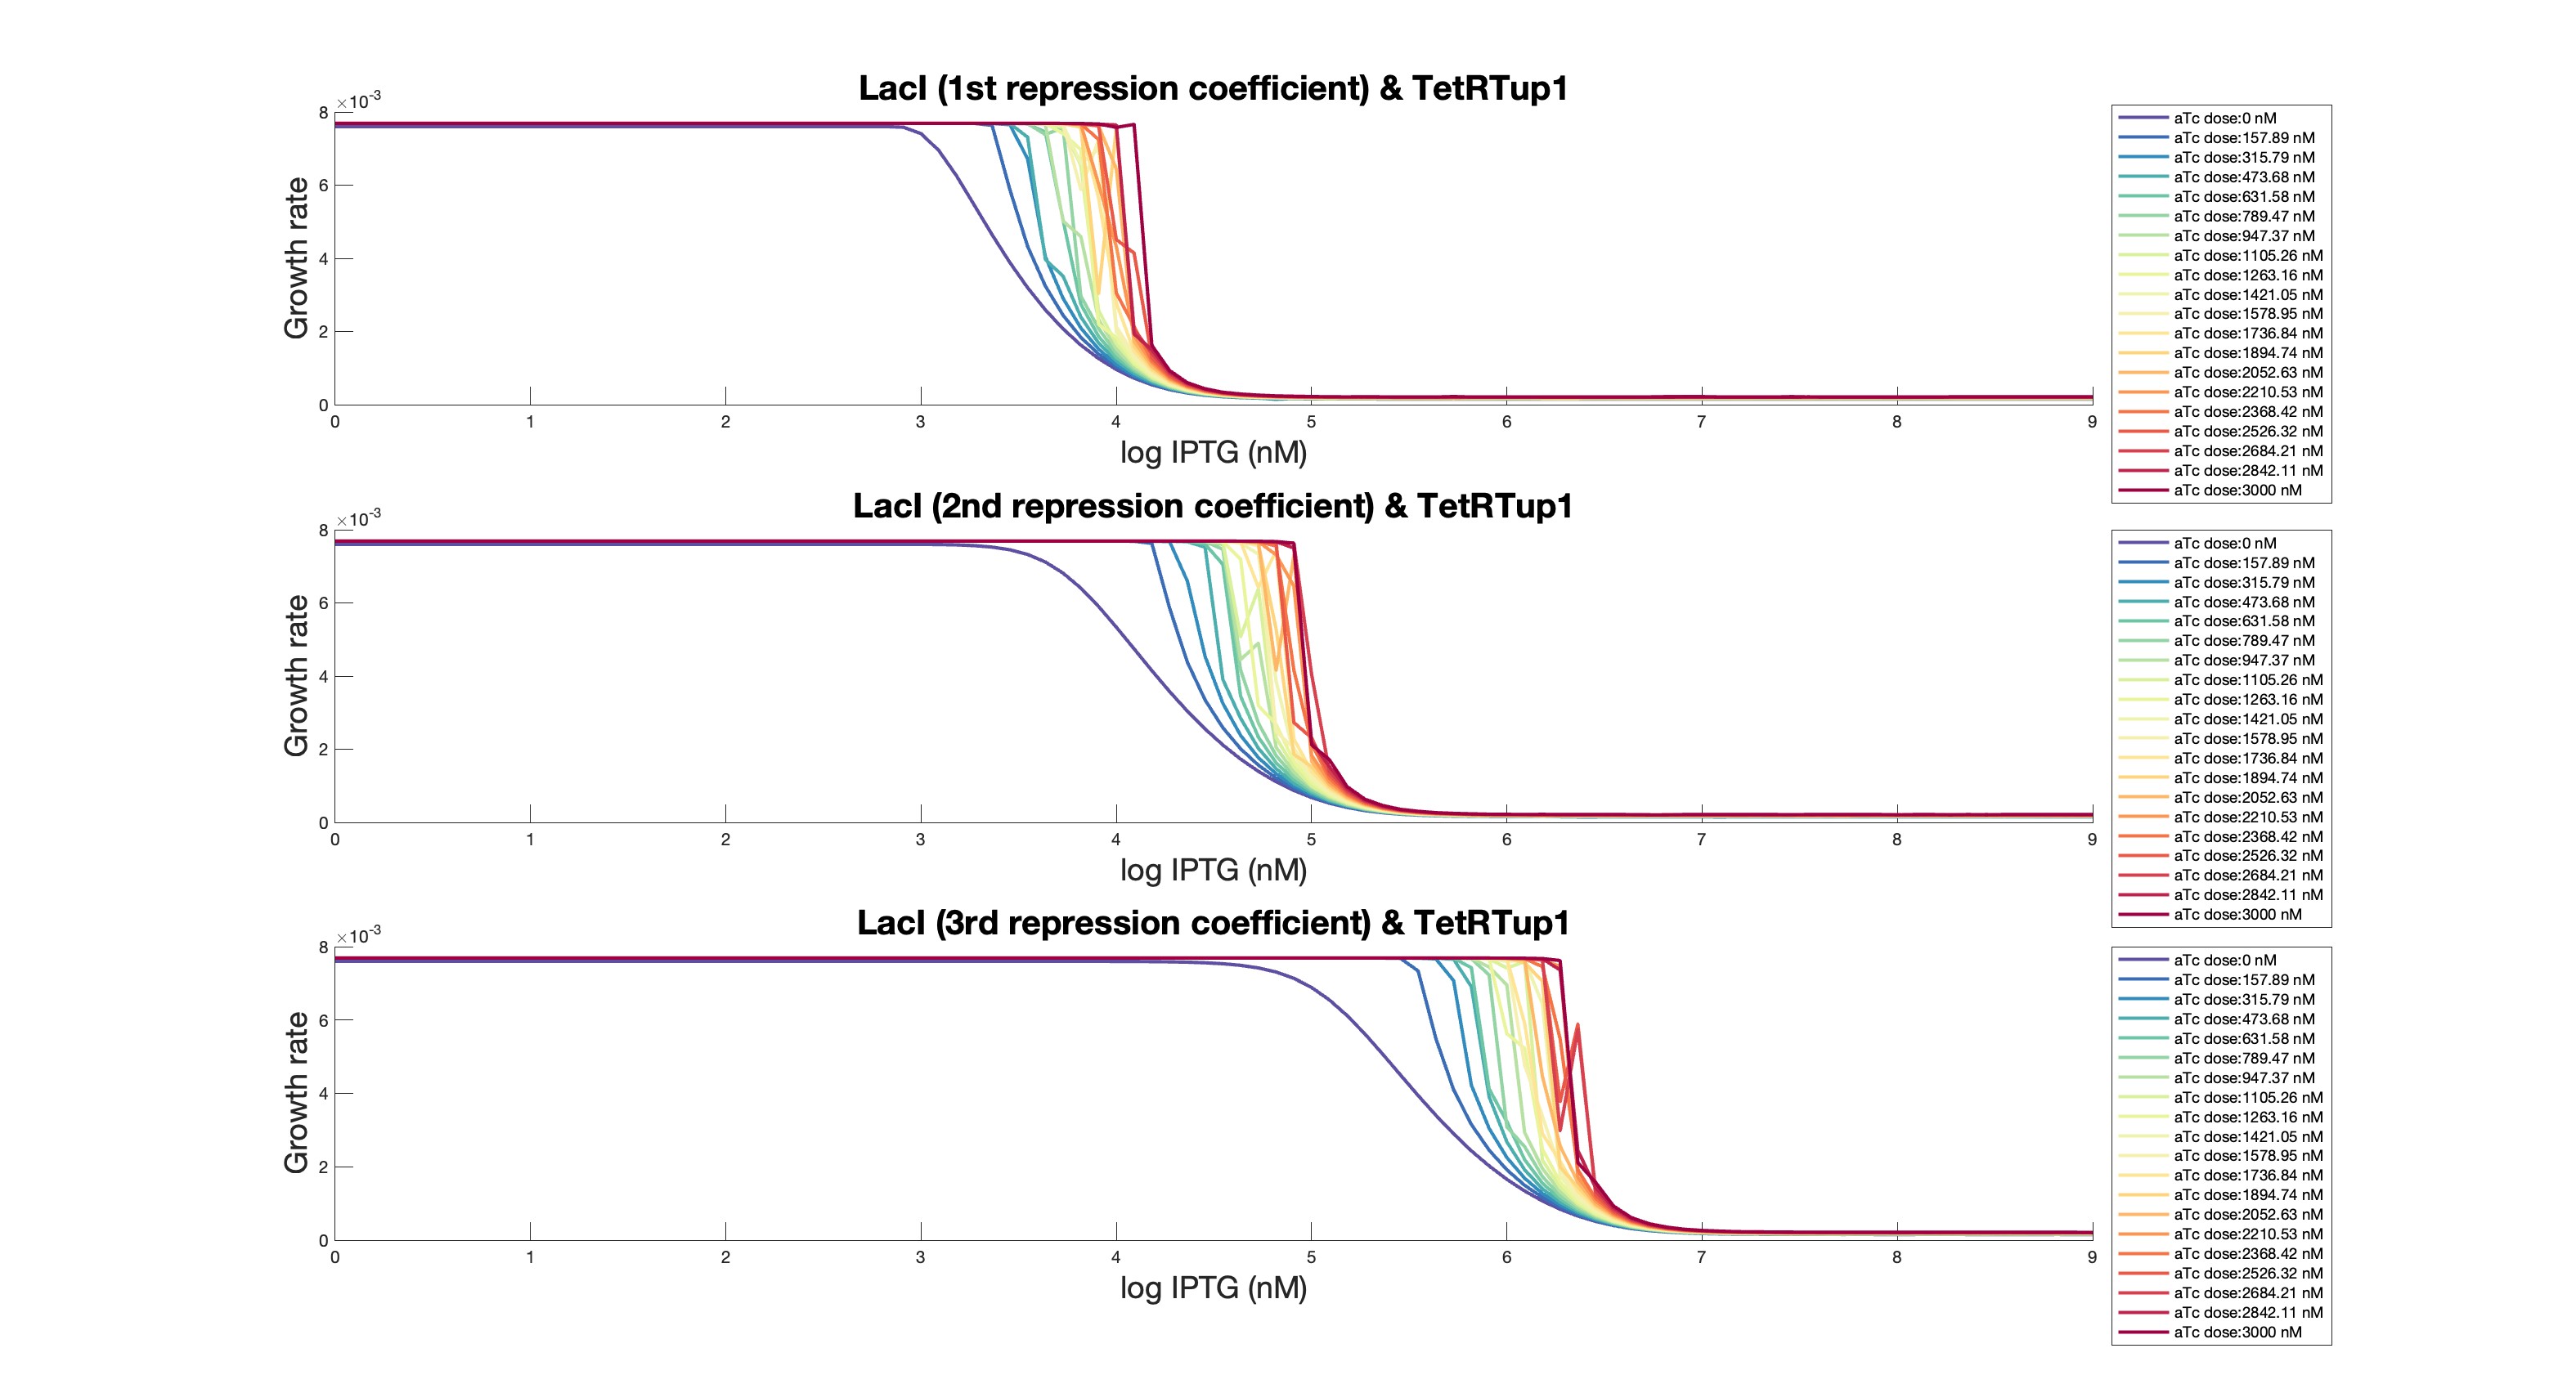 LacI (1st repression coefficient) & TetRTup1
×10-3
8
6
4
2
0
Growth rate
0 1 2 3 4 5 6 7 8 9
log IPTG (nM)
aTc dose:0 nM
aTc dose:157.89 nM
aTc dose:315.79 nM
aTc dose:473.68 nM
aTc dose:631.58 nM
aTc dose:789.47 nM
aTc dose:947.37 nM
aTc dose:1105.26 nM
aTc dose:1263.16 nM
aTc dose:1421.05 nM
aTc dose:1578.95 nM
aTc dose:1736.84 nM
aTc dose:1894.74 nM
aTc dose:2052.63 nM
aTc dose:2210.53 nM
aTc dose:2368.42 nM
aTc dose:2526.32 nM
aTc dose:2684.21 nM
aTc dose:2842.11 nM
aTc dose:3000 nM
LacI (2nd repression coefficient) & TetRTup1
×10-3
8
6
4
2
0
Growth rate
0 1 2 3 4 5 6 7 8 9
log IPTG (nM)
aTc dose:0 nM
aTc dose:157.89 nM
aTc dose:315.79 nM
aTc dose:473.68 nM
aTc dose:631.58 nM
aTc dose:789.47 nM
aTc dose:947.37 nM
aTc dose:1105.26 nM
aTc dose:1263.16 nM
aTc dose:1421.05 nM
aTc dose:1578.95 nM
aTc dose:1736.84 nM
aTc dose:1894.74 nM
aTc dose:2052.63 nM
aTc dose:2210.53 nM
aTc dose:2368.42 nM
aTc dose:2526.32 nM
aTc dose:2684.21 nM
aTc dose:2842.11 nM
aTc dose:3000 nM
LacI (3rd repression coefficient) & TetRTup1
×10-3
8
6
4
2
0
Growth rate
0 1 2 3 4 5 6 7 8 9
log IPTG (nM)
aTc dose:0 nM
aTc dose:157.89 nM
aTc dose:315.79 nM
aTc dose:473.68 nM
aTc dose:631.58 nM
aTc dose:789.47 nM
aTc dose:947.37 nM
aTc dose:1105.26 nM
aTc dose:1263.16 nM
aTc dose:1421.05 nM
aTc dose:1578.95 nM
aTc dose:1736.84 nM
aTc dose:1894.74 nM
aTc dose:2052.63 nM
aTc dose:2210.53 nM
aTc dose:2368.42 nM
aTc dose:2526.32 nM
aTc dose:2684.21 nM
aTc dose:2842.11 nM
aTc dose:3000 nM